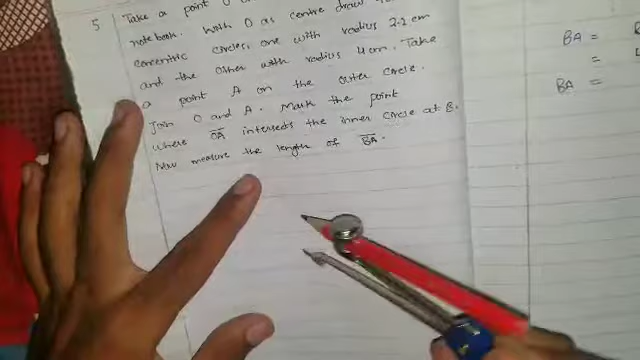 5 Take a point O
notebook. With O as centre draw
concentric circles, one with radius 2.2 cm
and the other with radius 4 cm. Take
a point A on the outer circle.
Join O and A. Mark the point
where OA intersects the inner circle at B.
Now measure the length of BA.
BA =
=
BA =